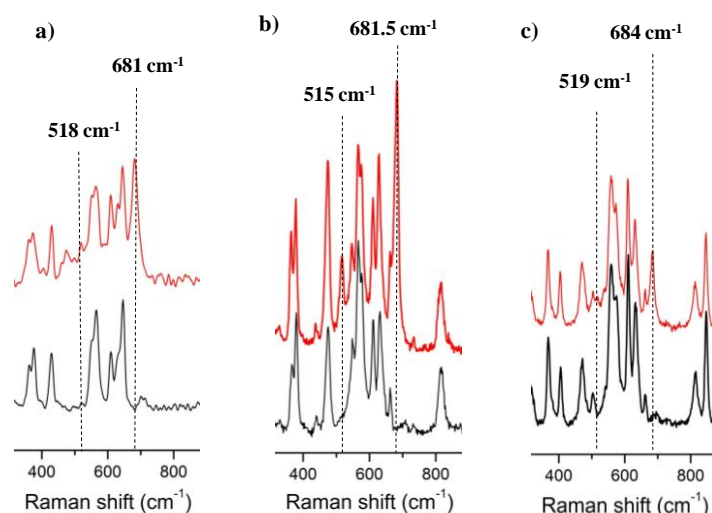 a)
518 cm⁻¹
681 cm⁻¹
400 600 800
Raman shift (cm⁻¹)
b)
515 cm⁻¹
681.5 cm⁻¹
400 600 800
Raman shift (cm⁻¹)
c)
519 cm⁻¹
684 cm⁻¹
400 600 800
Raman shift (cm⁻¹)